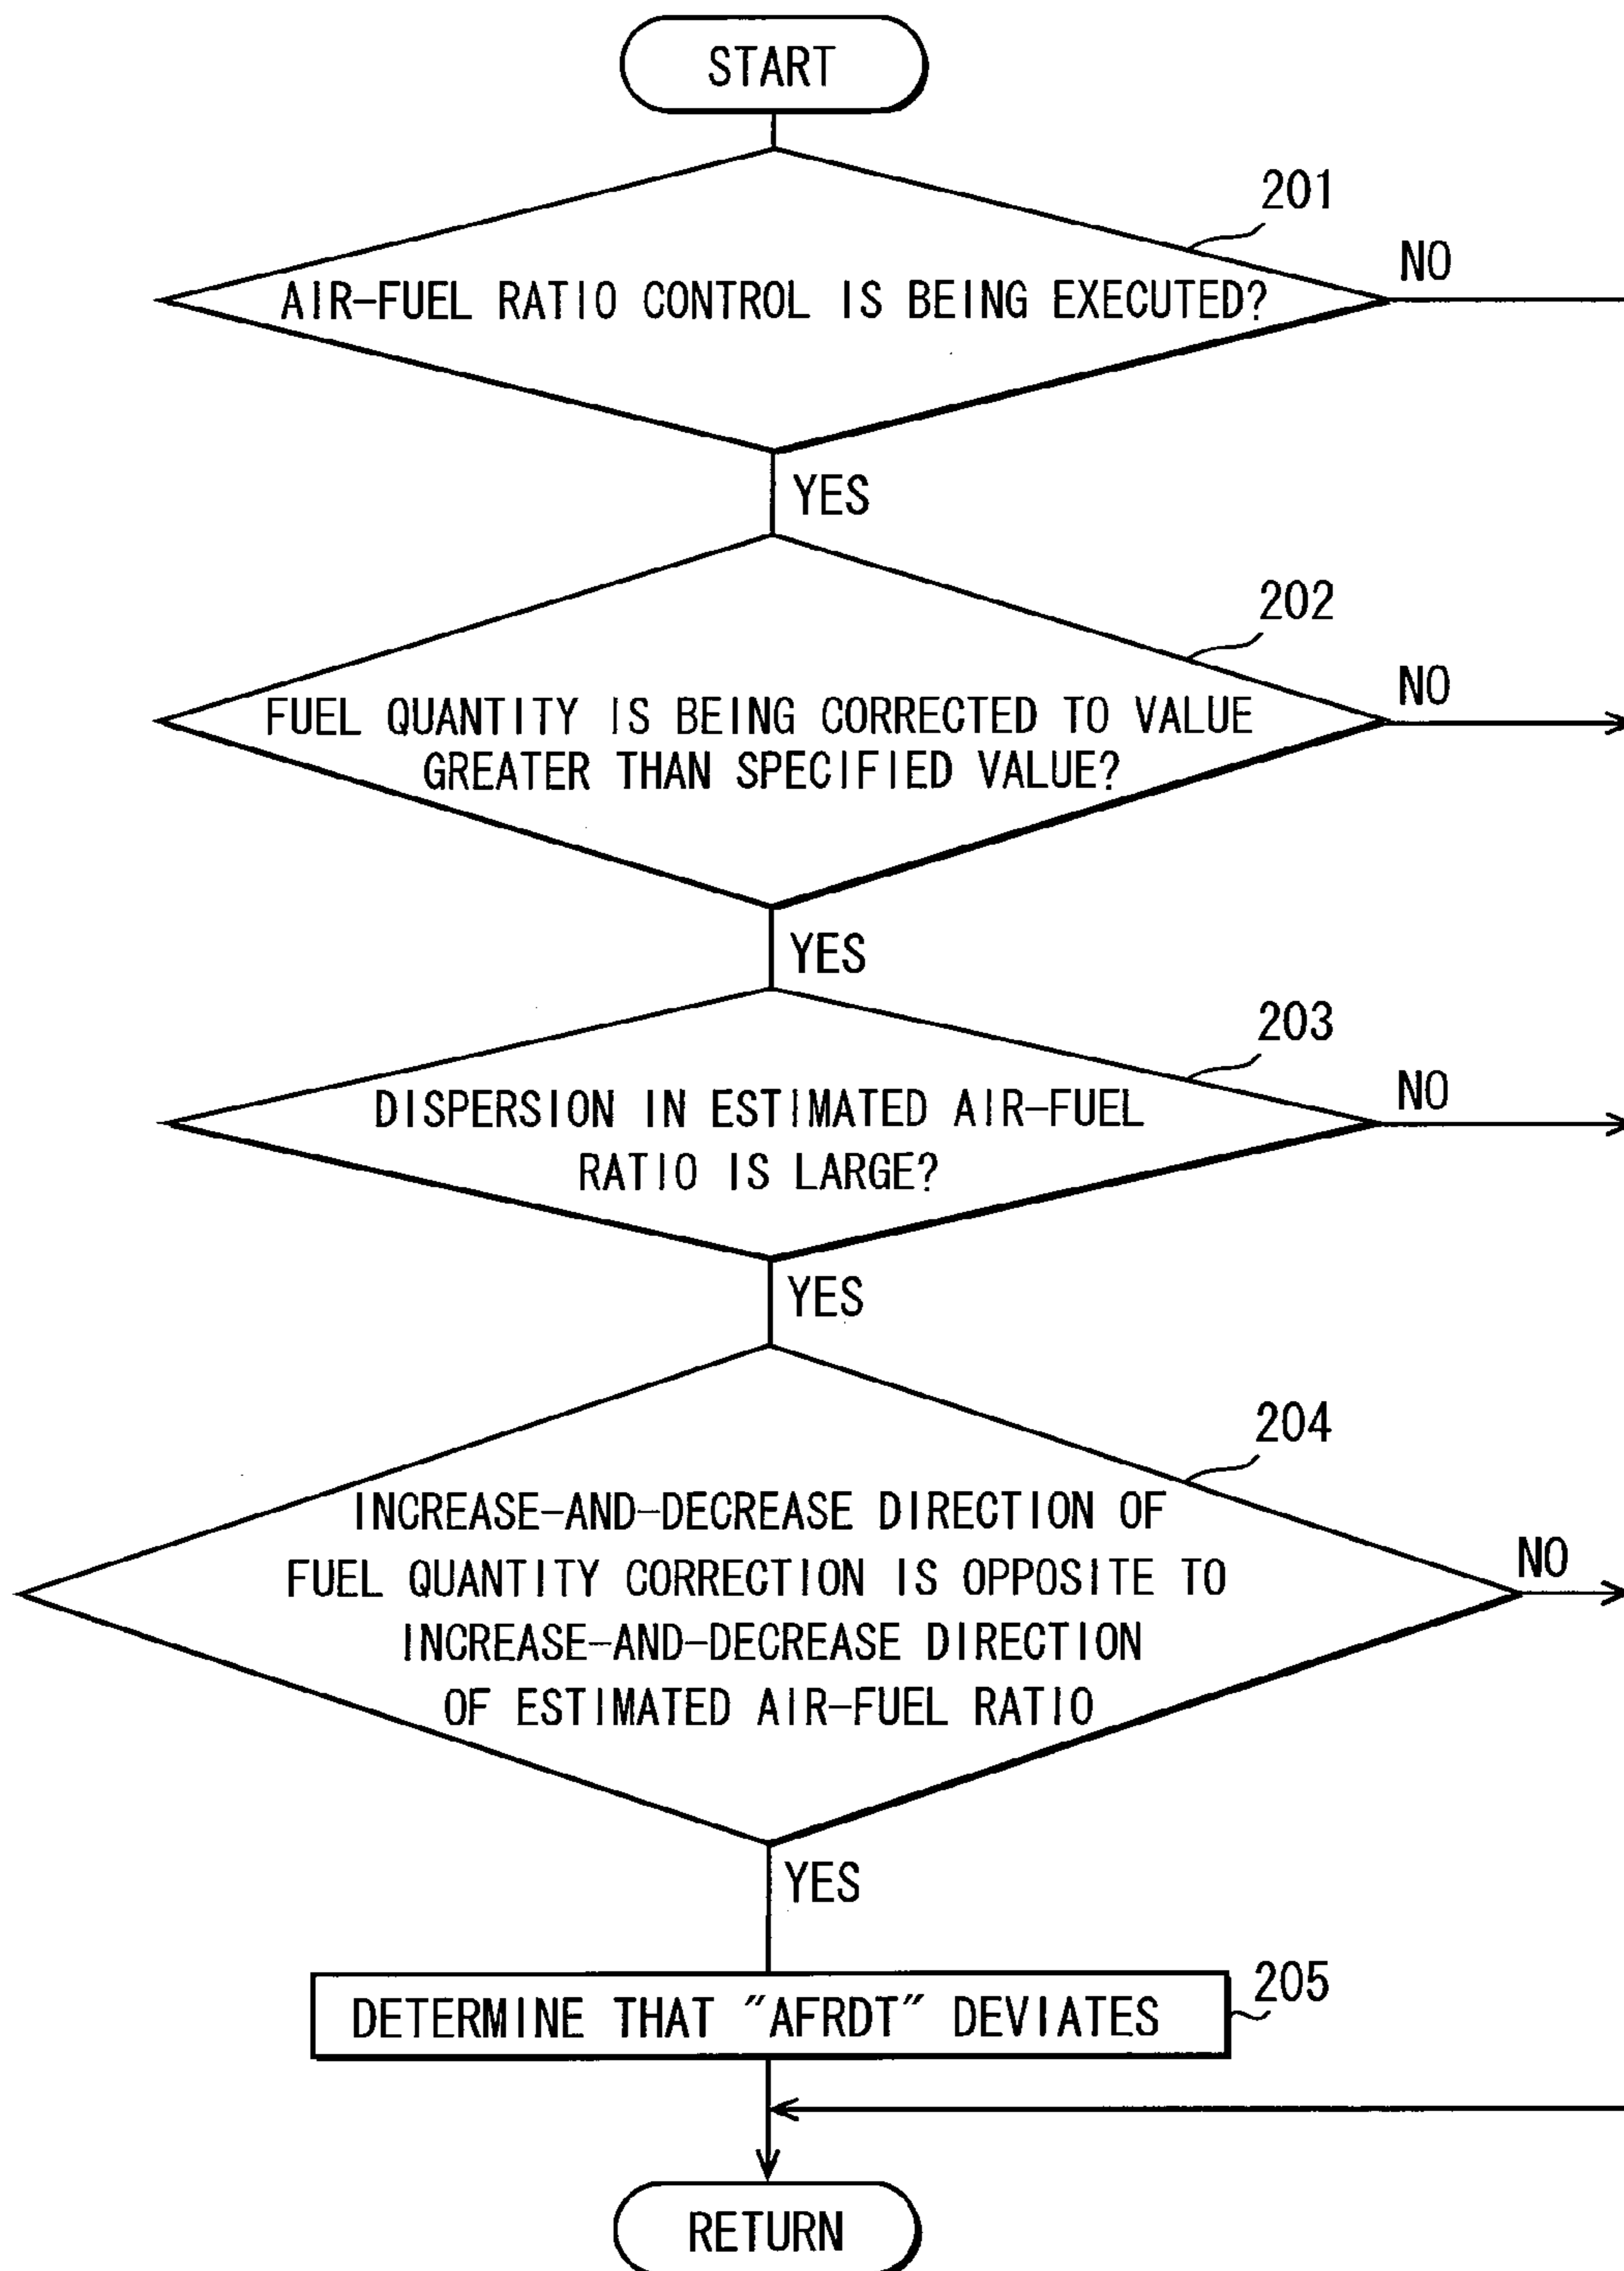 START
201
NO
AIR-FUEL RATIO CONTROL IS BEING EXECUTED?
YES
202
NO
FUEL QUANTITY IS BEING CORRECTED TO VALUE
GREATER THAN SPECIFIED VALUE?
YES
203
NO
DISPERSION IN ESTIMATED AIR-FUEL
RATIO IS LARGE?
YES
204
NO
INCREASE-AND-DECREASE DIRECTION OF
FUEL QUANTITY CORRECTION IS OPPOSITE TO
INCREASE-AND-DECREASE DIRECTION
OF ESTIMATED AIR-FUEL RATIO
YES
205
DETERMINE THAT "AFRDT" DEVIATES
RETURN